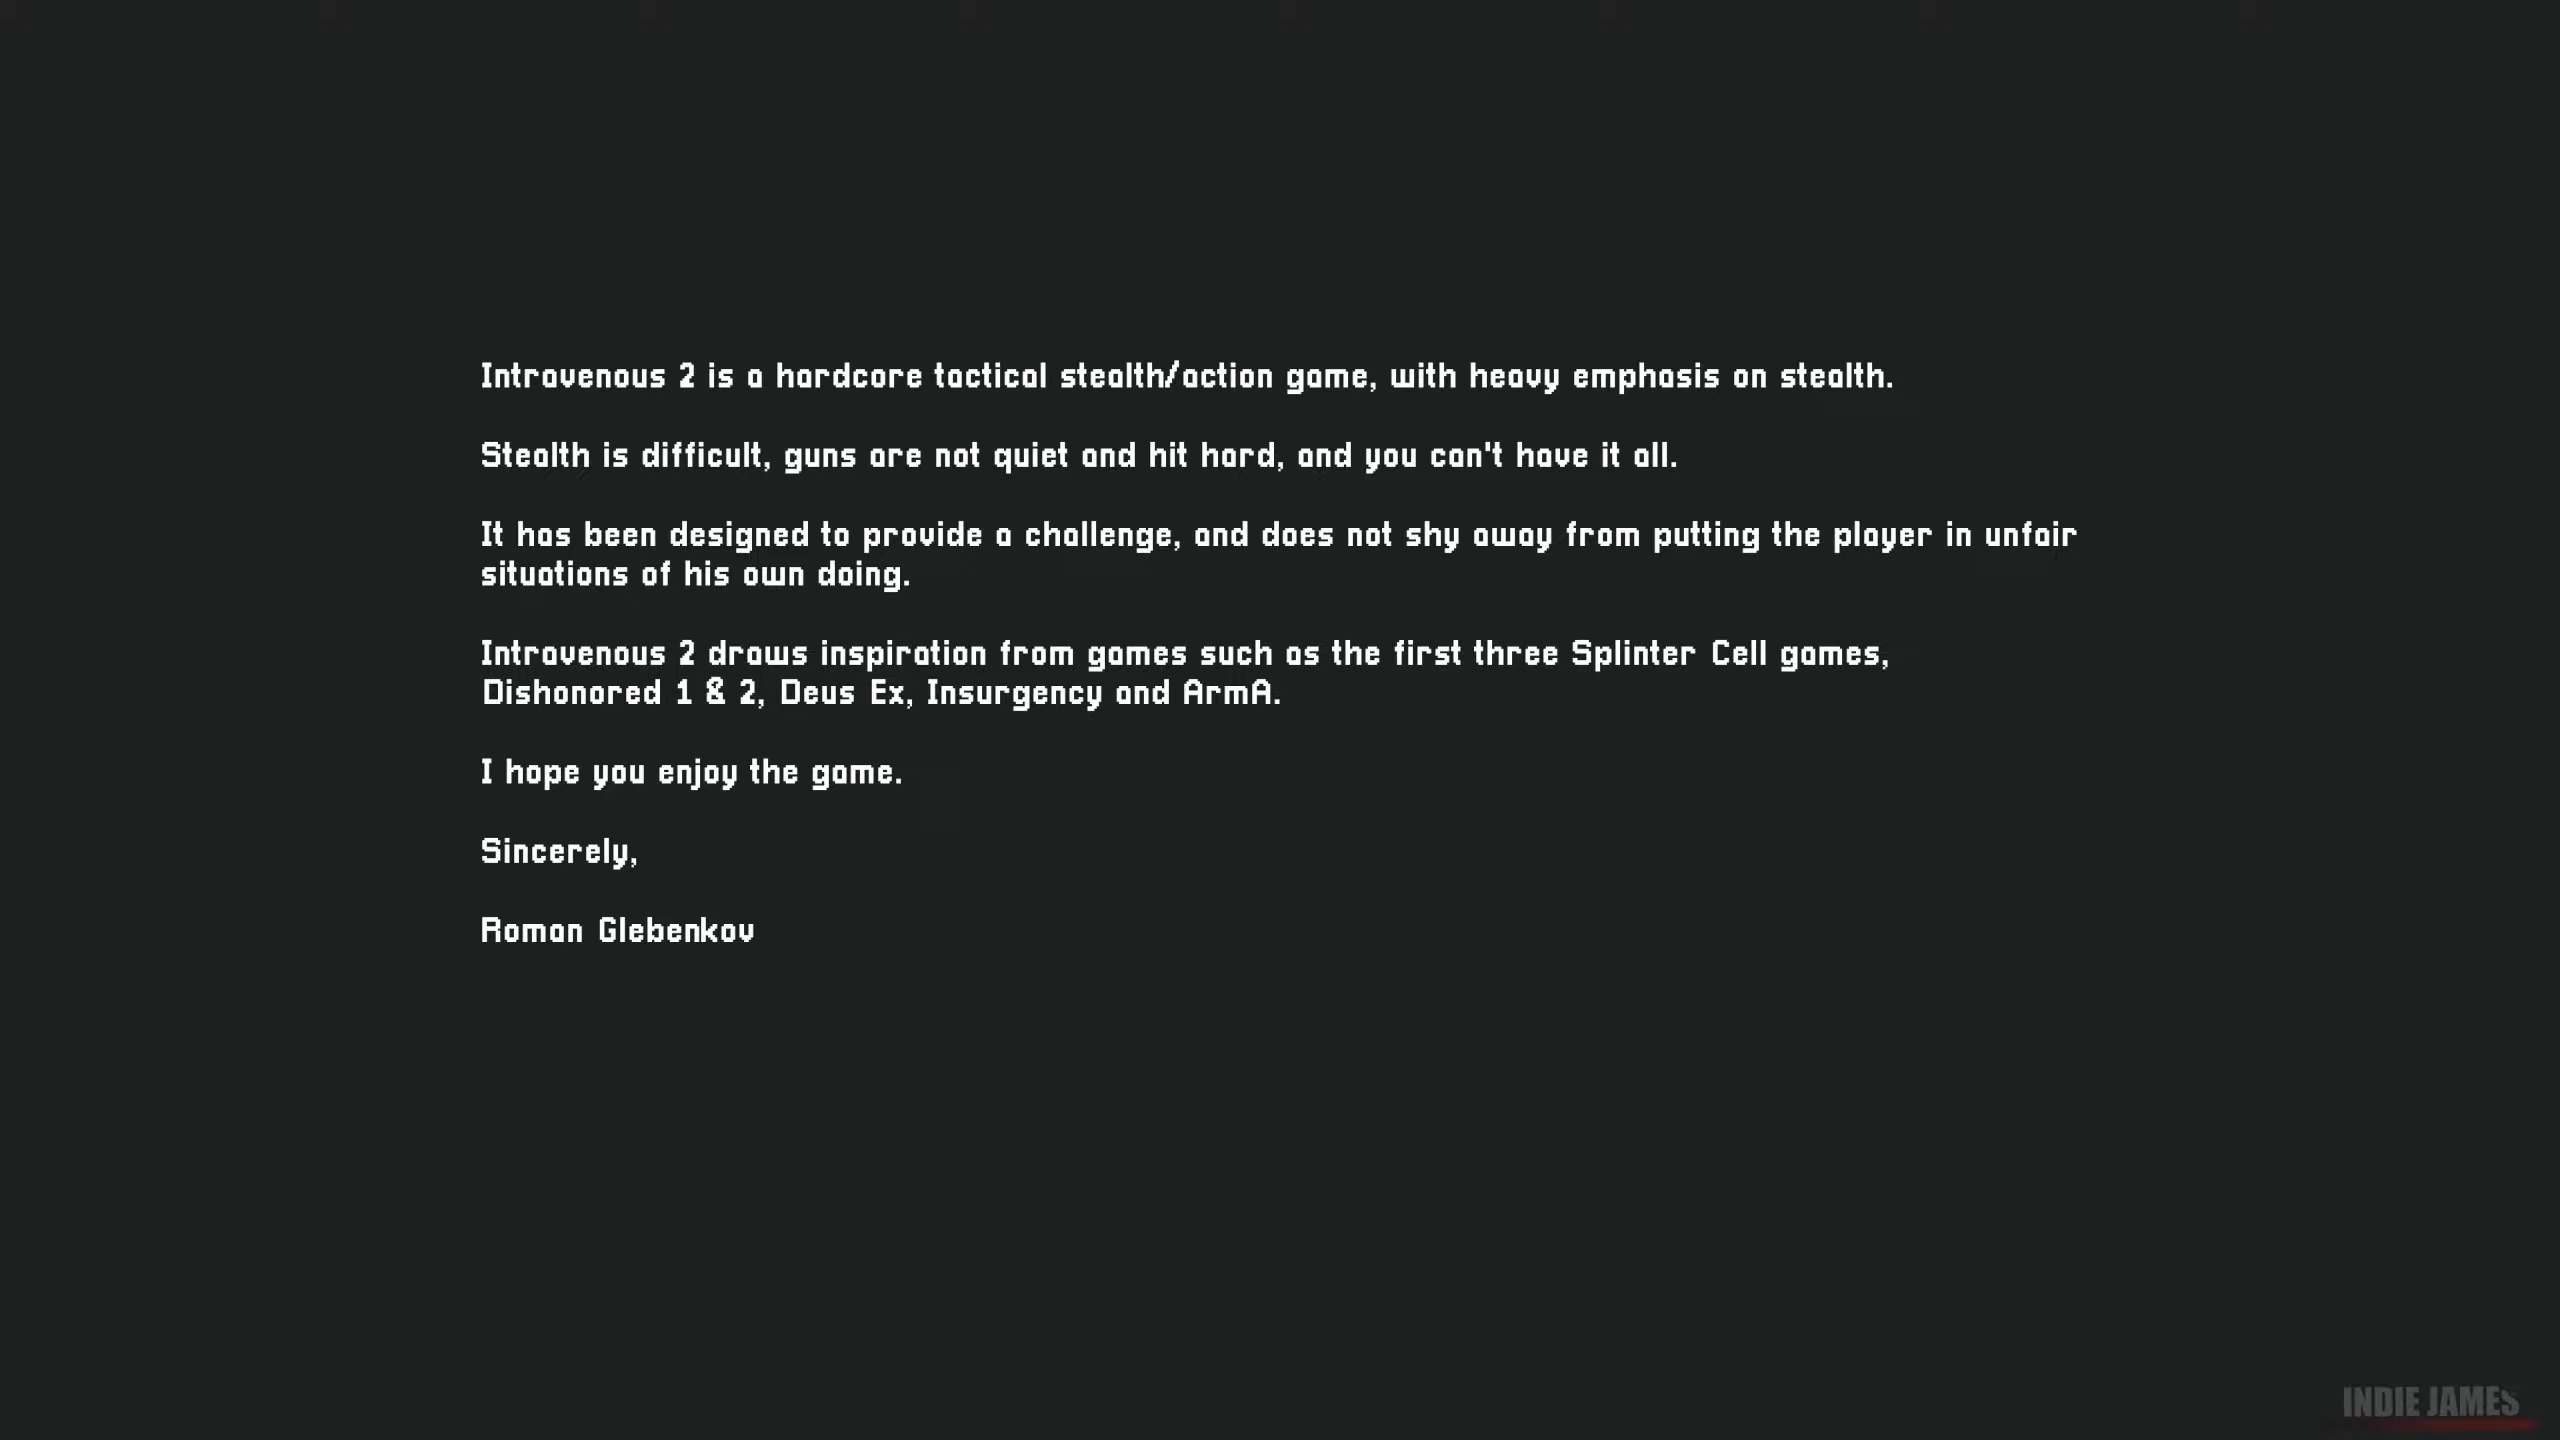 Intravenous 2 is a hardcore tactical stealth/action game, with heavy emphasis on stealth.
Stealth is difficult, guns are not quiet and hit hard, and you can't have it all.
It has been designed to provide a challenge, and does not shy away from putting the player in unfair
situations of his own doing.
Intravenous 2 draws inspiration from games such as the first three Splinter Cell games,
Dishonored 1 & 2, Deus Ex, Insurgency and ArmA.
I hope you enjoy the game.
Sincerely,
Roman Glebenkov
INDIE JAMES